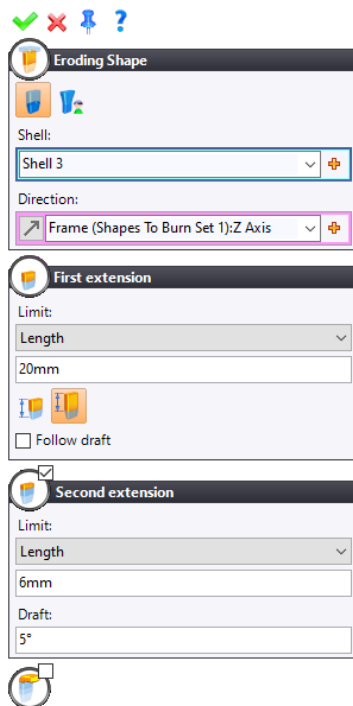 ?
Eroding Shape
Shell:
Shell 3
Direction:
Frame (Shapes To Burn Set 1):Z Axis
First extension
Limit:
Length
20mm
Follow draft
Second extension
Limit:
Length
6mm
Draft:
5°